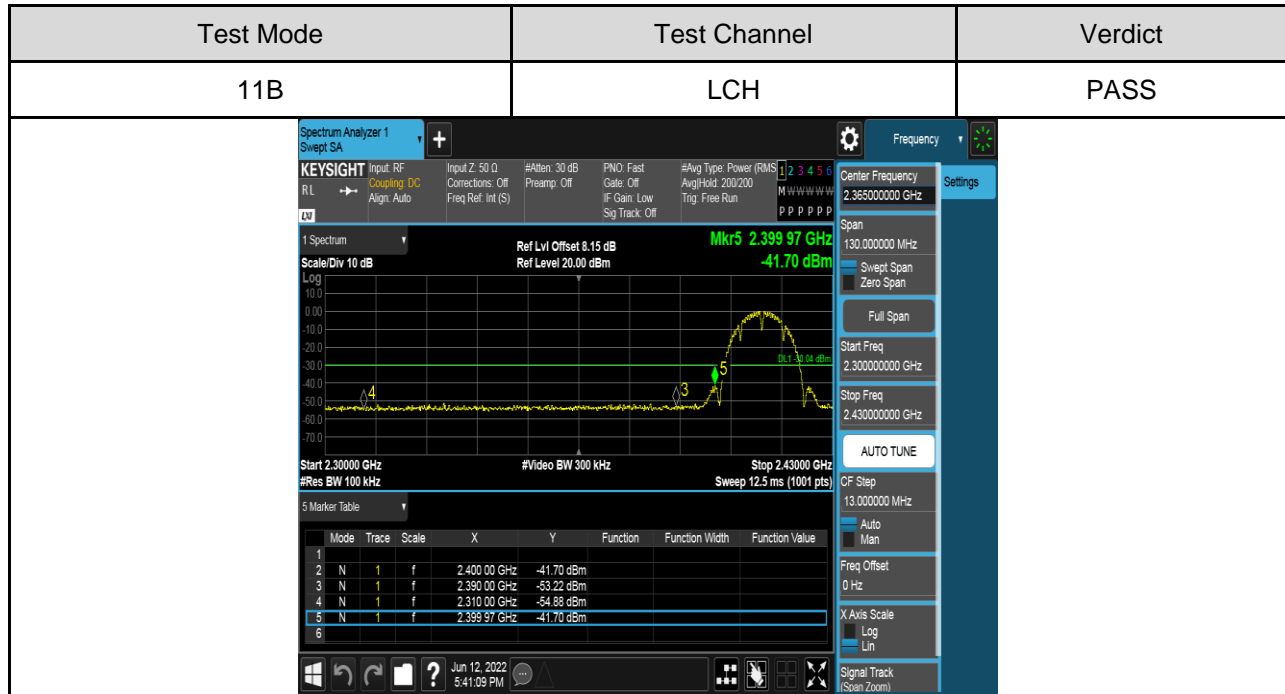 Test Mode Test Channel Verdict
11B LCH PASS
Spectrum Analyzer 1
Swept SA
+
Frequency
KEYSIGHT Input: RF Input Z: 50 Ω #Atten: 30 dB PNO: Fast #Avg Type: Power (RMS 1 2 3 4 5 6
RL Coupling: DC Corrections: Off Preamp: Off Gate: Off Avg|Hold: 200/200 M W W W W W
Align: Auto Freq Ref: Int (S) IF Gain: Low Trig: Free Run
LXI Sig Track: Off P P P P P P
1 Spectrum
Ref Lvl Offset 8.15 dB Mkr5 2.399 97 GHz
Scale/Div 10 dB Ref Level 20.00 dBm -41.70 dBm
Log
10.0
0.00
-10.0
-20.0
DL1 -30.04 dBm
-30.0
5
-40.0
4 3
-50.0
-60.0
-70.0
Start 2.30000 GHz #Video BW 300 kHz Stop 2.43000 GHz
#Res BW 100 kHz Sweep 12.5 ms (1001 pts)
5 Marker Table
Mode Trace Scale X Y Function Function Width Function Value
1
2 N 1 f 2.400 00 GHz -41.70 dBm
3 N 1 f 2.390 00 GHz -53.22 dBm
4 N 1 f 2.310 00 GHz -54.88 dBm
5 N 1 f 2.399 97 GHz -41.70 dBm
6
? Jun 12, 2022
5:41:09 PM
Center Frequency
2.365000000 GHz
Settings
Span
130.000000 MHz
Swept Span
Zero Span
Full Span
Start Freq
2.300000000 GHz
Stop Freq
2.430000000 GHz
AUTO TUNE
CF Step
13.000000 MHz
Auto
Man
Freq Offset
0 Hz
X Axis Scale
Log
Lin
Signal Track
(Span Zoom)